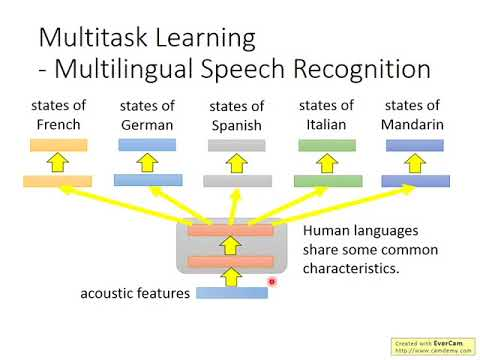 Multitask Learning
- Multilingual Speech Recognition
states of French
states of German
states of Spanish
states of Italian
states of Mandarin
Human languages
share some common
characteristics.
acoustic features
Created with EverCam
http://www.camdemy.com